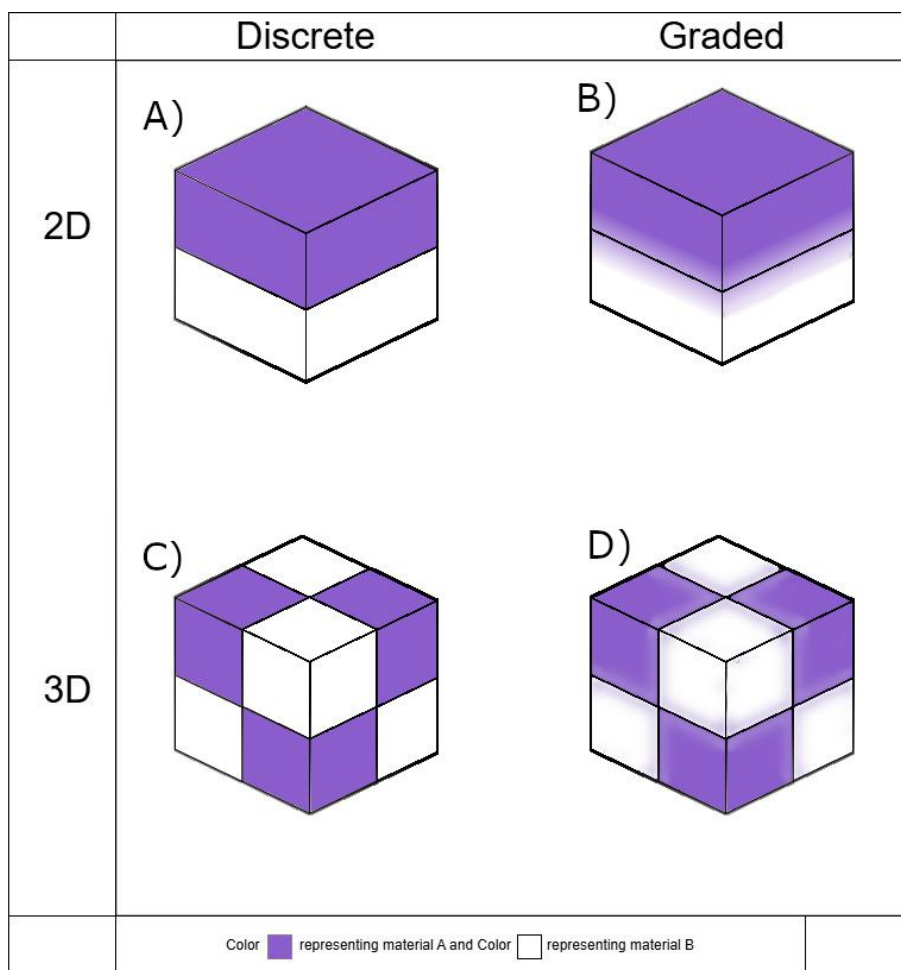 Discrete Graded
A) B)
2D
C) D)
3D
Color representing material A and Color representing material B